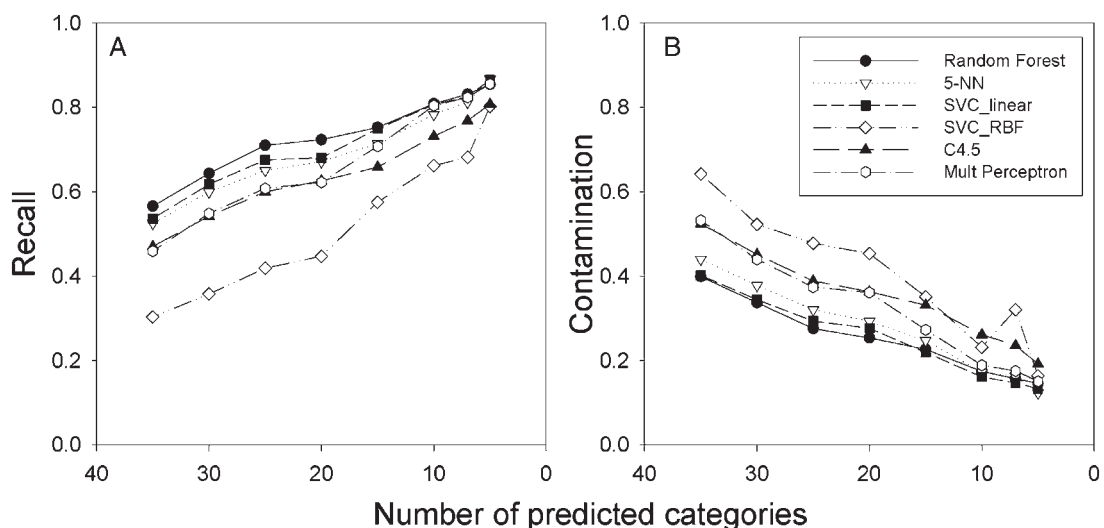 A
1.0
0.8
0.6
0.4
0.2
0.0
Recall
40 30 20 10 0
B
1.0
0.8
0.6
0.4
0.2
0.0
Contamination
40 30 20 10 0
Random Forest
5-NN
SVC_linear
SVC_RBF
C4.5
Mult Perceptron
Number of predicted categories